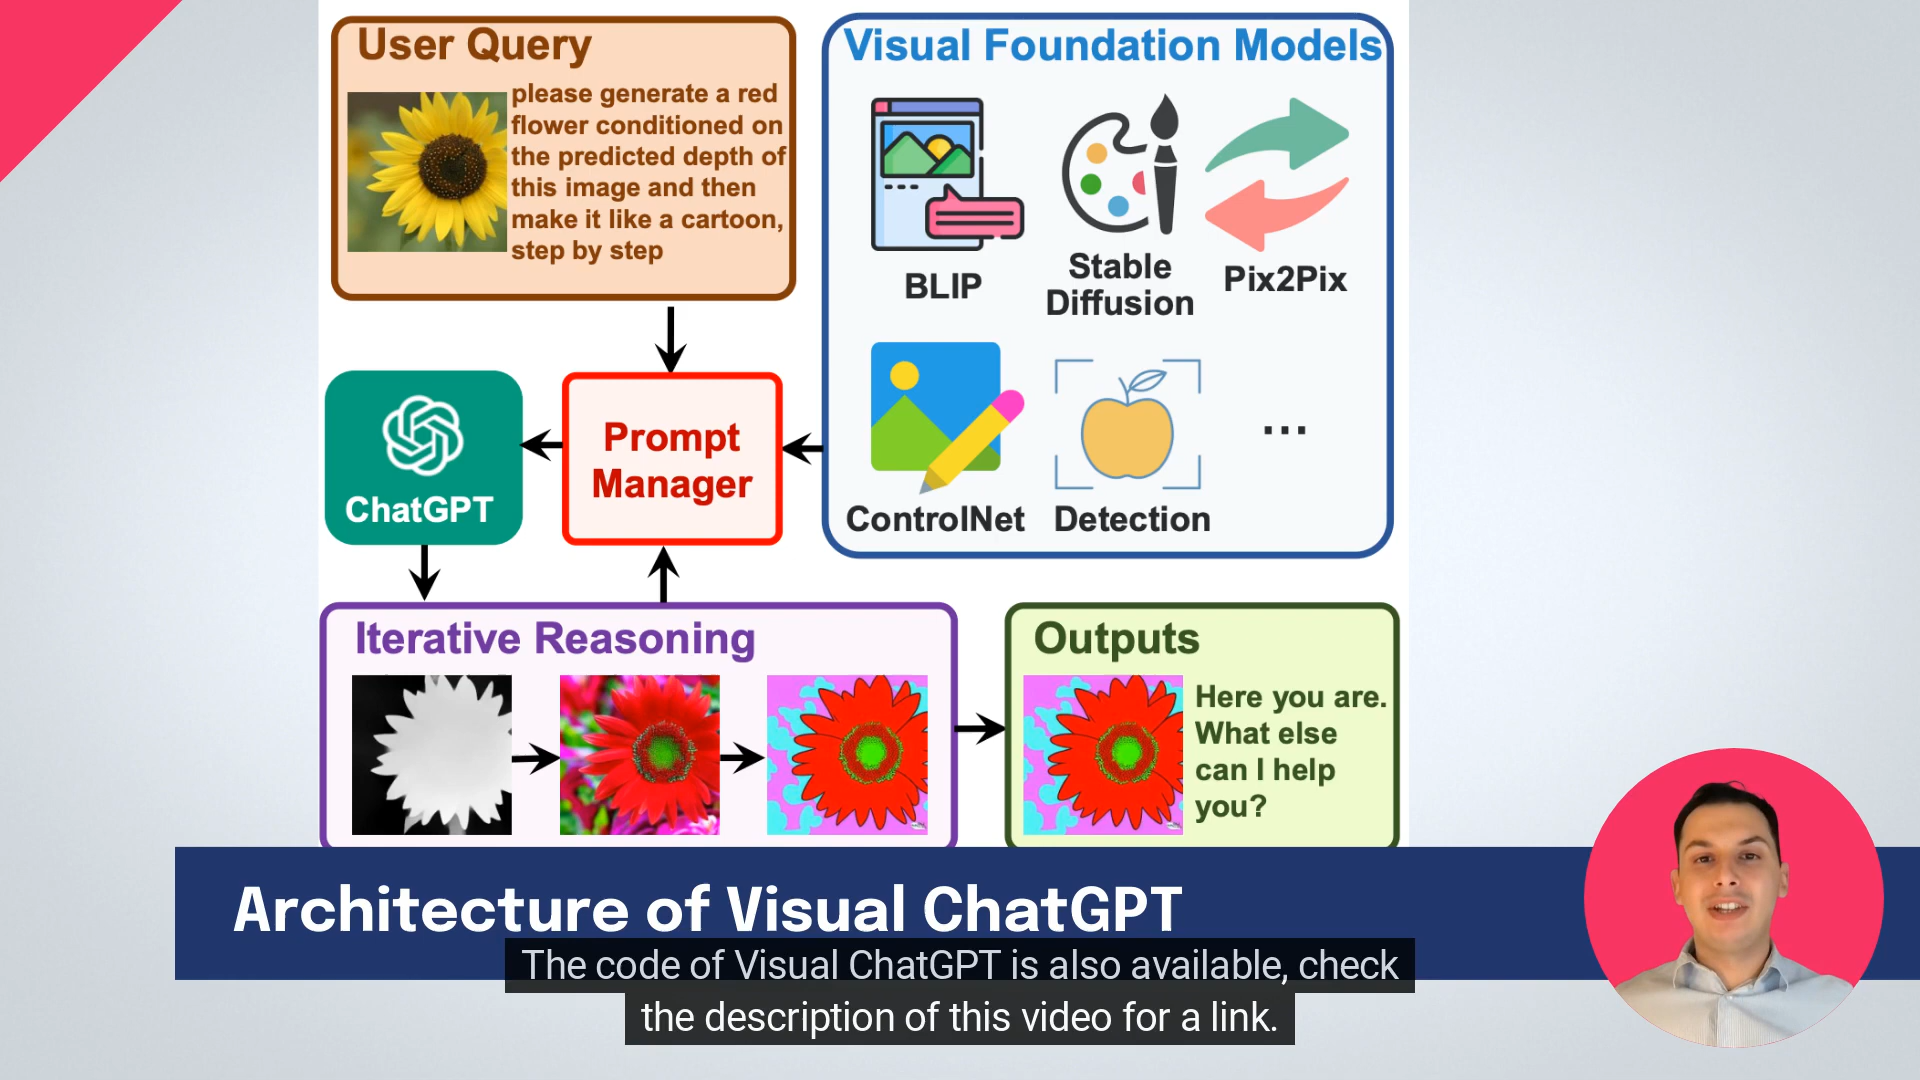 User Query
please generate a red
flower conditioned on
the predicted depth of
this image and then
make it like a cartoon,
step by step
Visual Foundation Models
BLIP
Stable
Diffusion
Pix2Pix
ControlNet
Detection
...
Prompt
Manager
ChatGPT
Iterative Reasoning
Outputs
Here you are.
What else
can I help
you?
Architecture of Visual ChatGPT
The code of Visual ChatGPT is also available, check
the description of this video for a link.